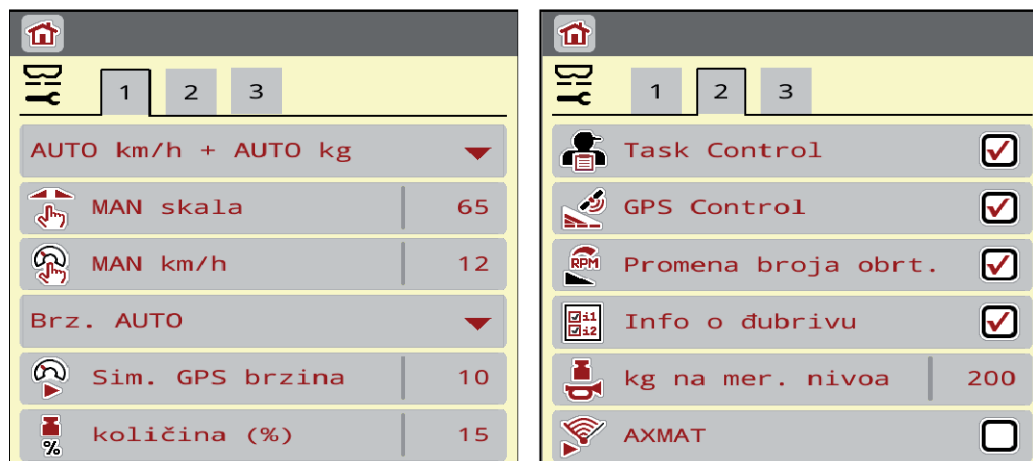 1 2 3
AUTO km/h + AUTO kg
MAN skala 65
MAN km/h 12
Brz. AUTO
Sim. GPS brzina 10
% količina (%) 15
1 2 3
Task Control
GPS Control
RPM Promena broja obrt.
i1
i2
Info o đubrivu
kg na mer. nivoa 200
AXMAT